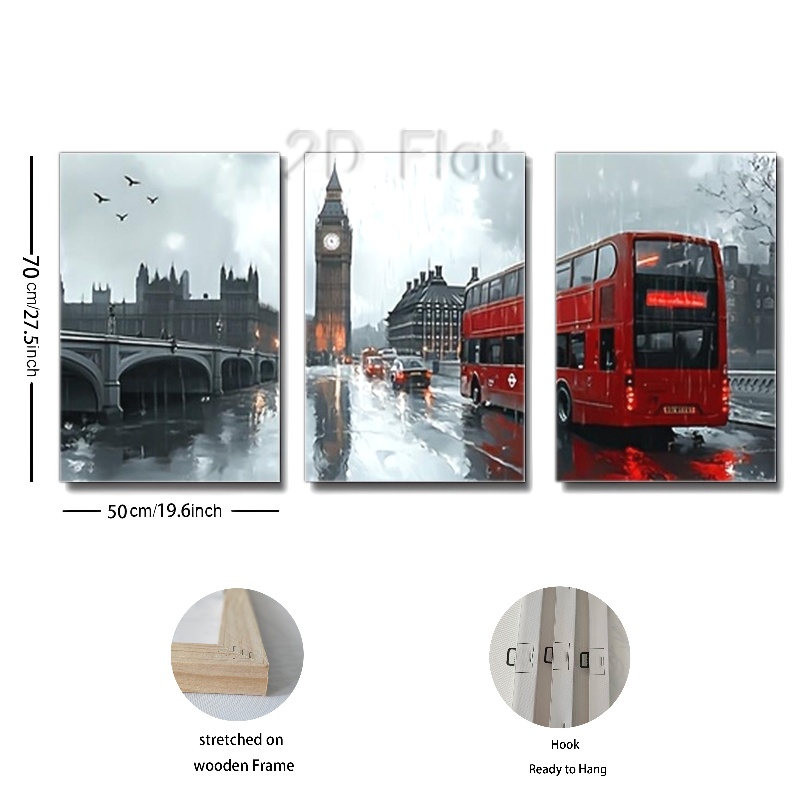 2D Flat
70cm/27.5inch
50cm/19.6inch
stretched on
wooden Frame
Hook
Ready to Hang